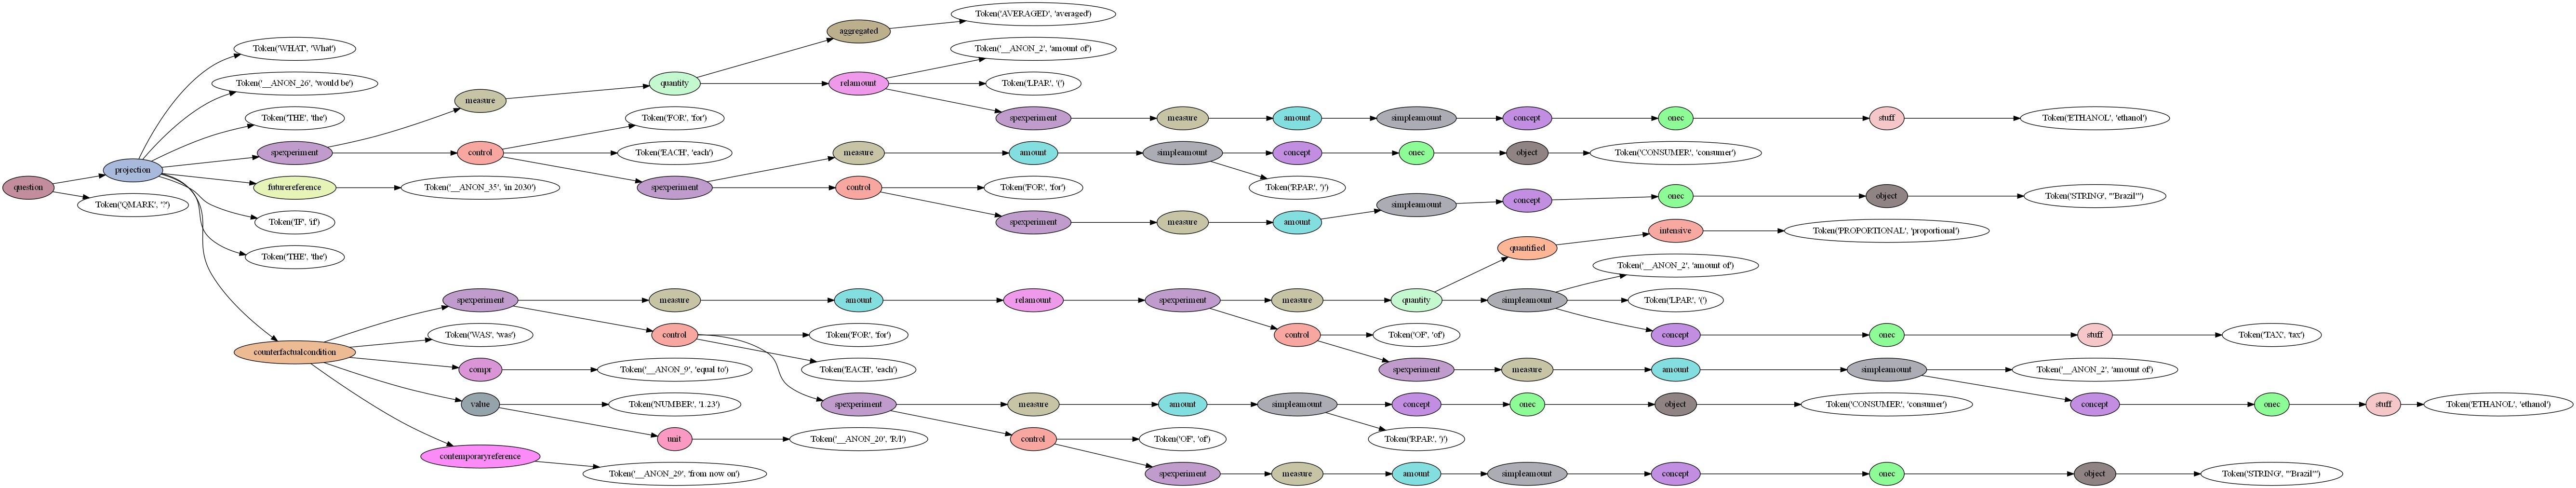 Token('AVERAGED', 'averaged')
aggregated
Token('WHAT', 'What')
Token('__ANON_2', 'amount of')
Token('__ANON_26', 'would be')
quantity
relamount
Token('LPAR', '(')
measure
Token('THE', 'the')
Token('FOR', 'for')
spexperiment
measure
amount
simpleamount
concept
onec
stuff
Token('ETHANOL', 'ethanol')
spexperiment
control
Token('EACH', 'each')
measure
amount
simpleamount
concept
onec
object
Token('CONSUMER', 'consumer')
projection
question
futurereference
Token('__ANON_35', 'in 2030')
spexperiment
control
Token('FOR', 'for')
Token('RPAR', ')')
Token('QMARK', '?')
simpleamount
concept
onec
object
Token('STRING', '"Brazil"')
Token('IF', 'if')
spexperiment
measure
amount
intensive
Token('PROPORTIONAL', 'proportional')
quantified
Token('THE', 'the')
Token('__ANON_2', 'amount of')
spexperiment
measure
amount
relamount
spexperiment
measure
quantity
simpleamount
Token('LPAR', '(')
Token('WAS', 'was')
control
Token('FOR', 'for')
control
Token('OF', 'of')
concept
onec
stuff
Token('TAX', 'tax')
counterfactualcondition
compr
Token('__ANON_9', 'equal to')
Token('EACH', 'each')
spexperiment
measure
amount
simpleamount
Token('__ANON_2', 'amount of')
value
Token('NUMBER', '1.23')
spexperiment
measure
amount
simpleamount
concept
onec
object
Token('CONSUMER', 'consumer')
concept
onec
stuff
Token('ETHANOL', 'ethanol')
unit
Token('__ANON_20', 'R/l')
control
Token('OF', 'of')
Token('RPAR', ')')
contemporaryreference
Token('__ANON_29', 'from now on')
spexperiment
measure
amount
simpleamount
concept
onec
object
Token('STRING', '"Brazil"')